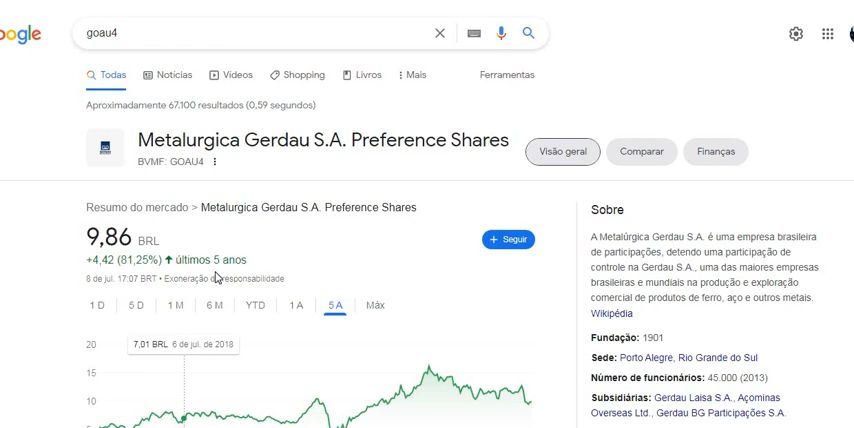 oogle
goau4
Todas
Notícias
Vídeos
Shopping
Livros
Mais
Ferramentas
Aproximadamente 67.100 resultados (0,59 segundos)
Metalurgica Gerdau S.A. Preference Shares
BVMF: GOAU4
Visão geral
Comparar
Finanças
Resumo do mercado > Metalurgica Gerdau S.A. Preference Shares
9,86 BRL
+4,42 (81,25%) ↑ últimos 5 anos
8 de jul. 17:07 BRT • Exoneração de responsabilidade
+ Seguir
1 D
5 D
1 M
6 M
YTD
1 A
5 A
Máx
20
7,01 BRL 6 de jul. de 2018
15
10
Sobre
A Metalúrgica Gerdau S.A. é uma empresa brasileira
de participações, detendo uma participação de
controle na Gerdau S.A., uma das maiores empresas
brasileiras e mundiais na produção e exploração
comercial de produtos de ferro, aço e outros metais.
Wikipédia
Fundação: 1901
Sede: Porto Alegre, Rio Grande do Sul
Número de funcionários: 45.000 (2013)
Subsidiárias: Gerdau Laisa S.A., Açominas
Overseas Ltd., Gerdau BG Participações S.A.